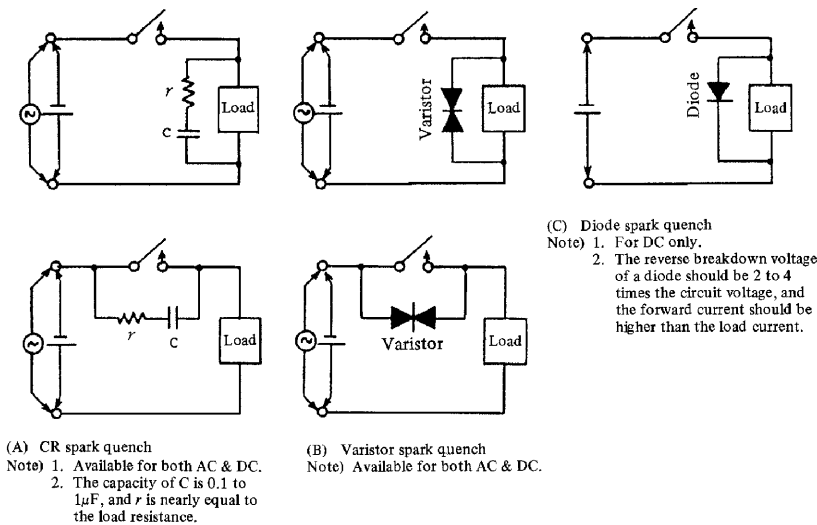 r
C
Load
Varistor
Load
Diode
Load
r
C
Load
Varistor
Load
(A) CR spark quench
Note) 1. Available for both AC & DC.
2. The capacity of C is 0.1 to
1μF, and r is nearly equal to
the load resistance.
(B) Varistor spark quench
Note) Available for both AC & DC.
(C) Diode spark quench
Note) 1. For DC only.
2. The reverse breakdown voltage
of a diode should be 2 to 4
times the circuit voltage, and
the forward current should be
higher than the load current.